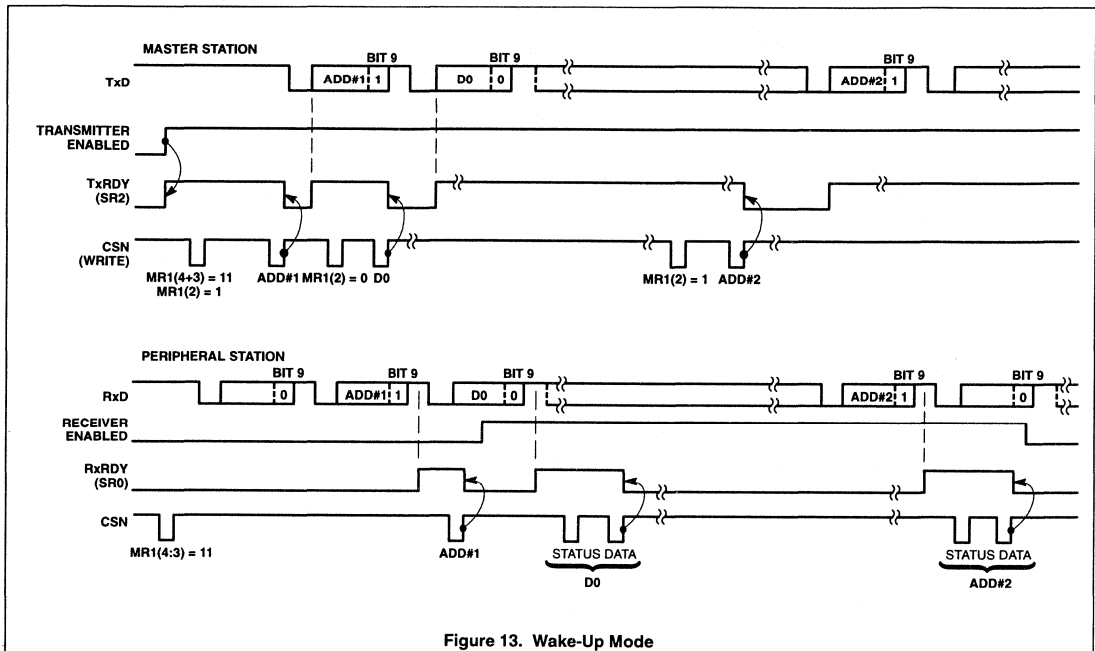 MASTER STATION
BIT 9 BIT 9 BIT 9
TxD ADD#1 1 D0 0 ADD#2 1
TRANSMITTER
ENABLED
TxRDY
(SR2)
CSN
(WRITE)
MR1(4+3) = 11 ADD#1 MR1(2) = 0 D0 MR1(2) = 1 ADD#2
MR1(2) = 1
PERIPHERAL STATION
BIT 9 BIT 9 BIT 9 BIT 9 BIT 9
RxD 0 ADD#1 1 D0 0 ADD#2 1 0
RECEIVER
ENABLED
RxRDY
(SR0)
CSN
MR1(4:3) = 11 ADD#1 STATUS DATA STATUS DATA
D0 ADD#2
Figure 13. Wake-Up Mode